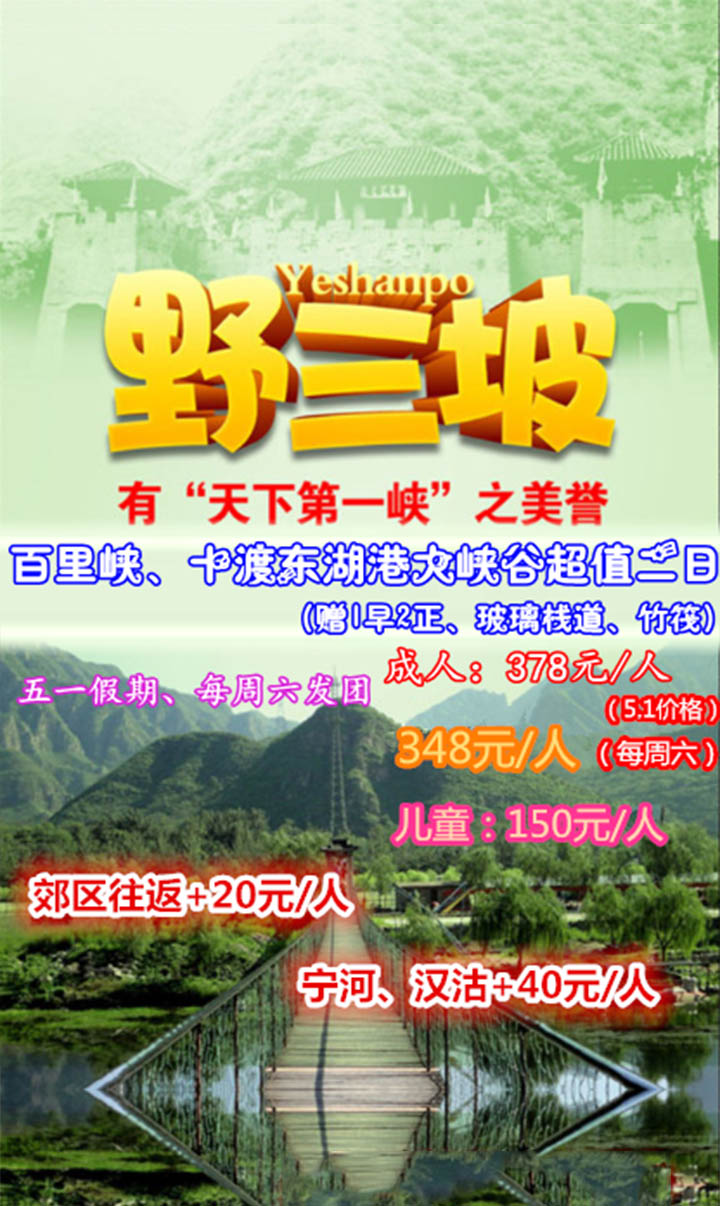 Yeshanpo
野三坡
有“天下第一峡”之美誉
百里峡、十渡东湖港大峡谷超值二日
(赠1早2正、玻璃栈道、竹筏)
五一假期、每周六发团
成人：378元/人
（5.1价格）
348元/人（每周六）
儿童：150元/人
郊区往返+20元/人
宁河、汉沽+40元/人